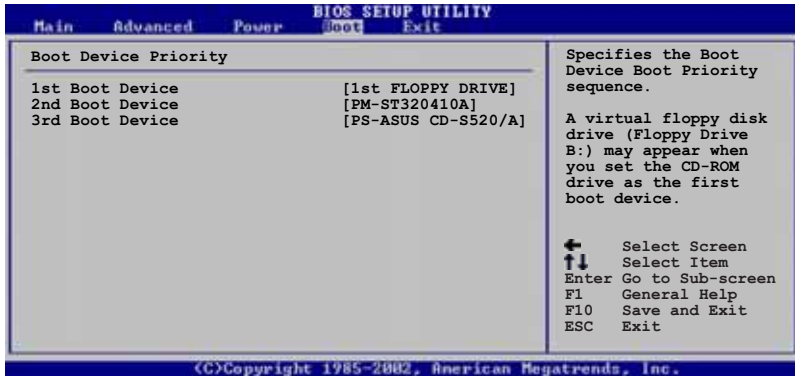 BIOS SETUP UTILITY
Main Advanced Power Boot Exit
Boot Device Priority
1st Boot Device [1st FLOPPY DRIVE]
2nd Boot Device [PM-ST320410A]
3rd Boot Device [PS-ASUS CD-S520/A]
Specifies the Boot
Device Boot Priority
sequence.
A virtual floppy disk
drive (Floppy Drive
B:) may appear when
you set the CD-ROM
drive as the first
boot device.
← Select Screen
↑↓ Select Item
Enter Go to Sub-screen
F1 General Help
F10 Save and Exit
ESC Exit
(C)Copyright 1985-2002, American Megatrends, Inc.